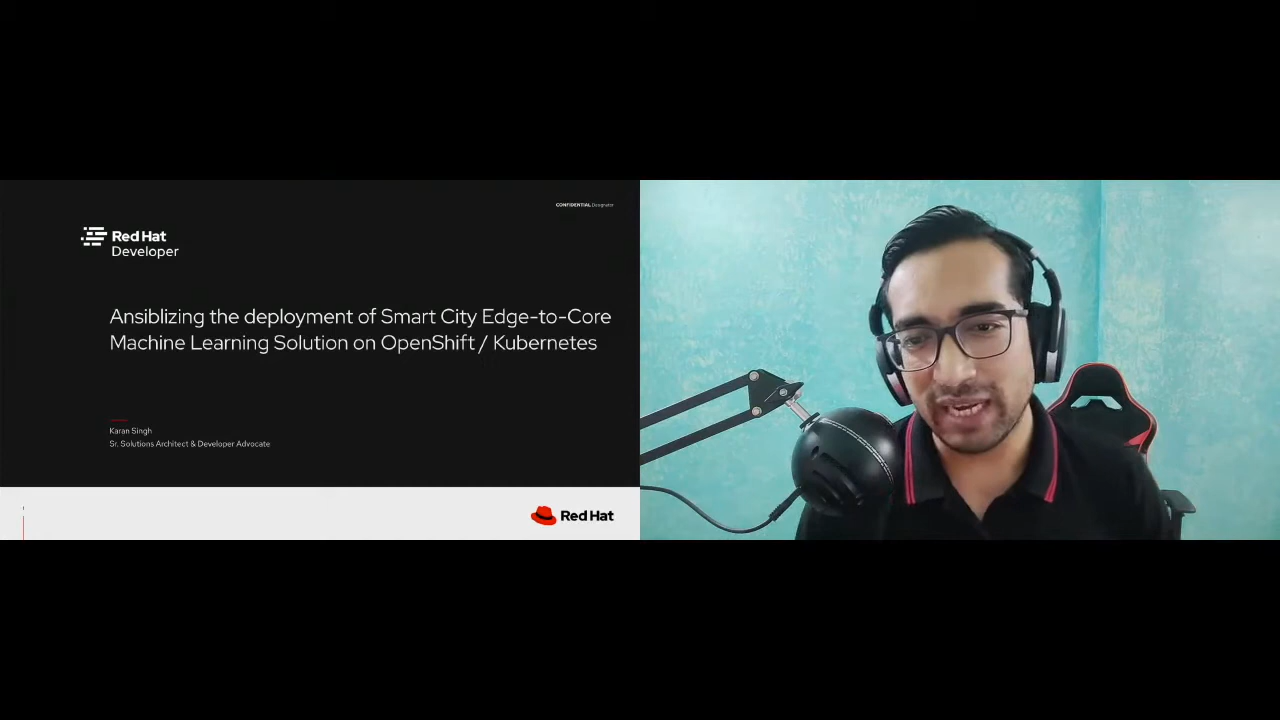 CONFIDENTIAL Designator
Red Hat
Developer
Ansiblizing the deployment of Smart City Edge-to-Core
Machine Learning Solution on OpenShift / Kubernetes
Karan Singh
Sr. Solutions Architect & Developer Advocate
Red Hat